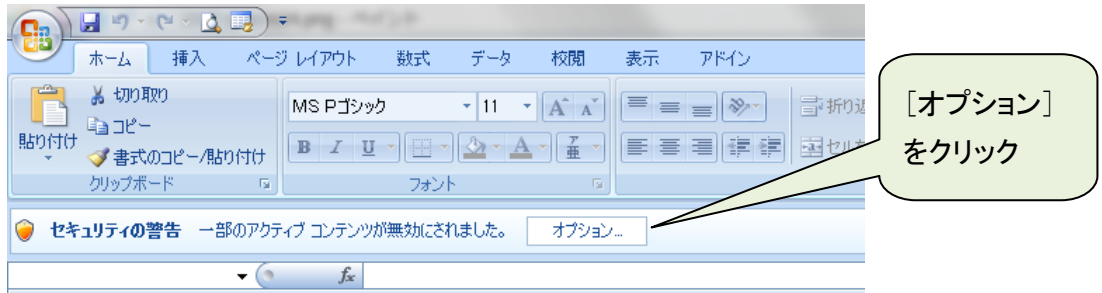 ホーム 挿入 ページ レイアウト 数式 データ 校閲 表示 アドイン
切り取り
コピー
書式のコピー/貼り付け
貼り付け
クリップボード
MS Pゴシック 11 A A
B I U A ア 亜
フォント
折り返
セルを
[オプション]
をクリック
セキュリティの警告 一部のアクティブ コンテンツが無効にされました。 オプション...
fx